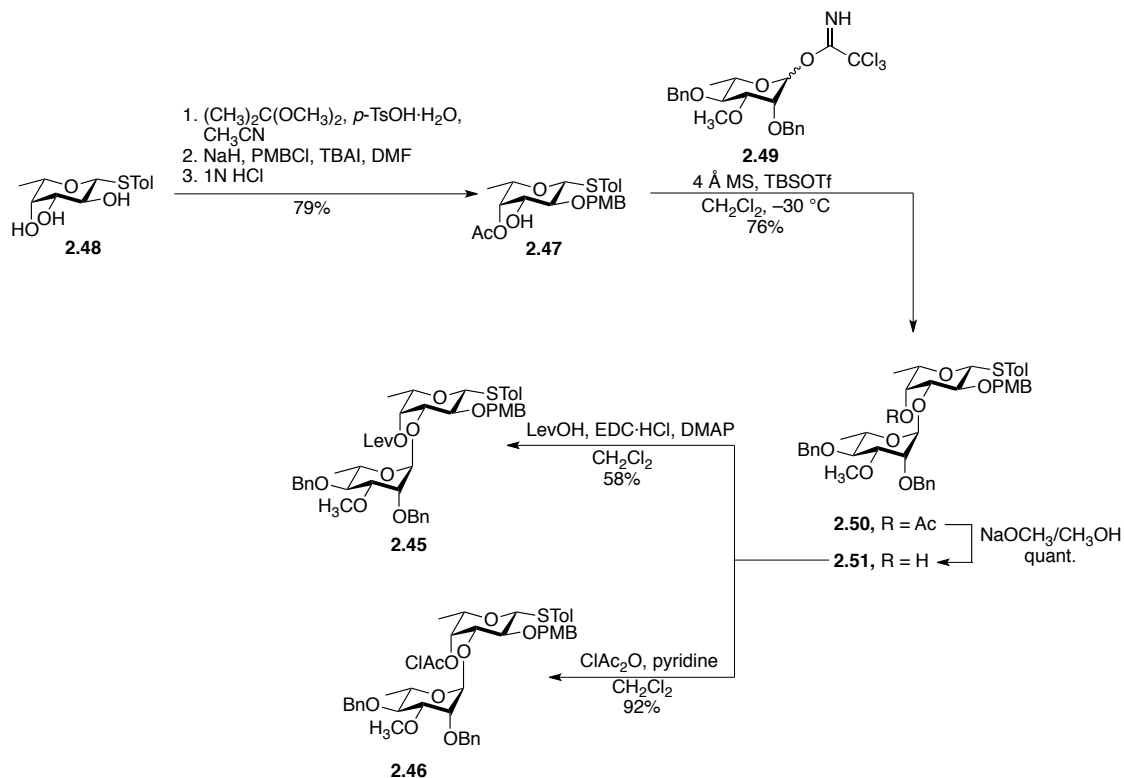 NH
O
CCl3
O
BnO
H3CO
OBn
2.49
1. (CH3)2C(OCH3)2, p-TsOH·H2O,
CH3CN
2. NaH, PMBCl, TBAI, DMF
3. 1N HCl
79%
O
STol
OH
OH
HO
2.48
O
STol
OPMB
OH
AcO
2.47
4 Å MS, TBSOTf
CH2Cl2, –30 °C
76%
O
STol
OPMB
RO
O
O
BnO
H3CO
OBn
2.50, R = Ac
2.51, R = H
NaOCH3/CH3OH
quant.
LevOH, EDC·HCl, DMAP
CH2Cl2
58%
O
STol
OPMB
O
LevO
O
BnO
H3CO
OBn
2.45
ClAc2O, pyridine
CH2Cl2
92%
O
STol
OPMB
O
ClAcO
O
BnO
H3CO
OBn
2.46